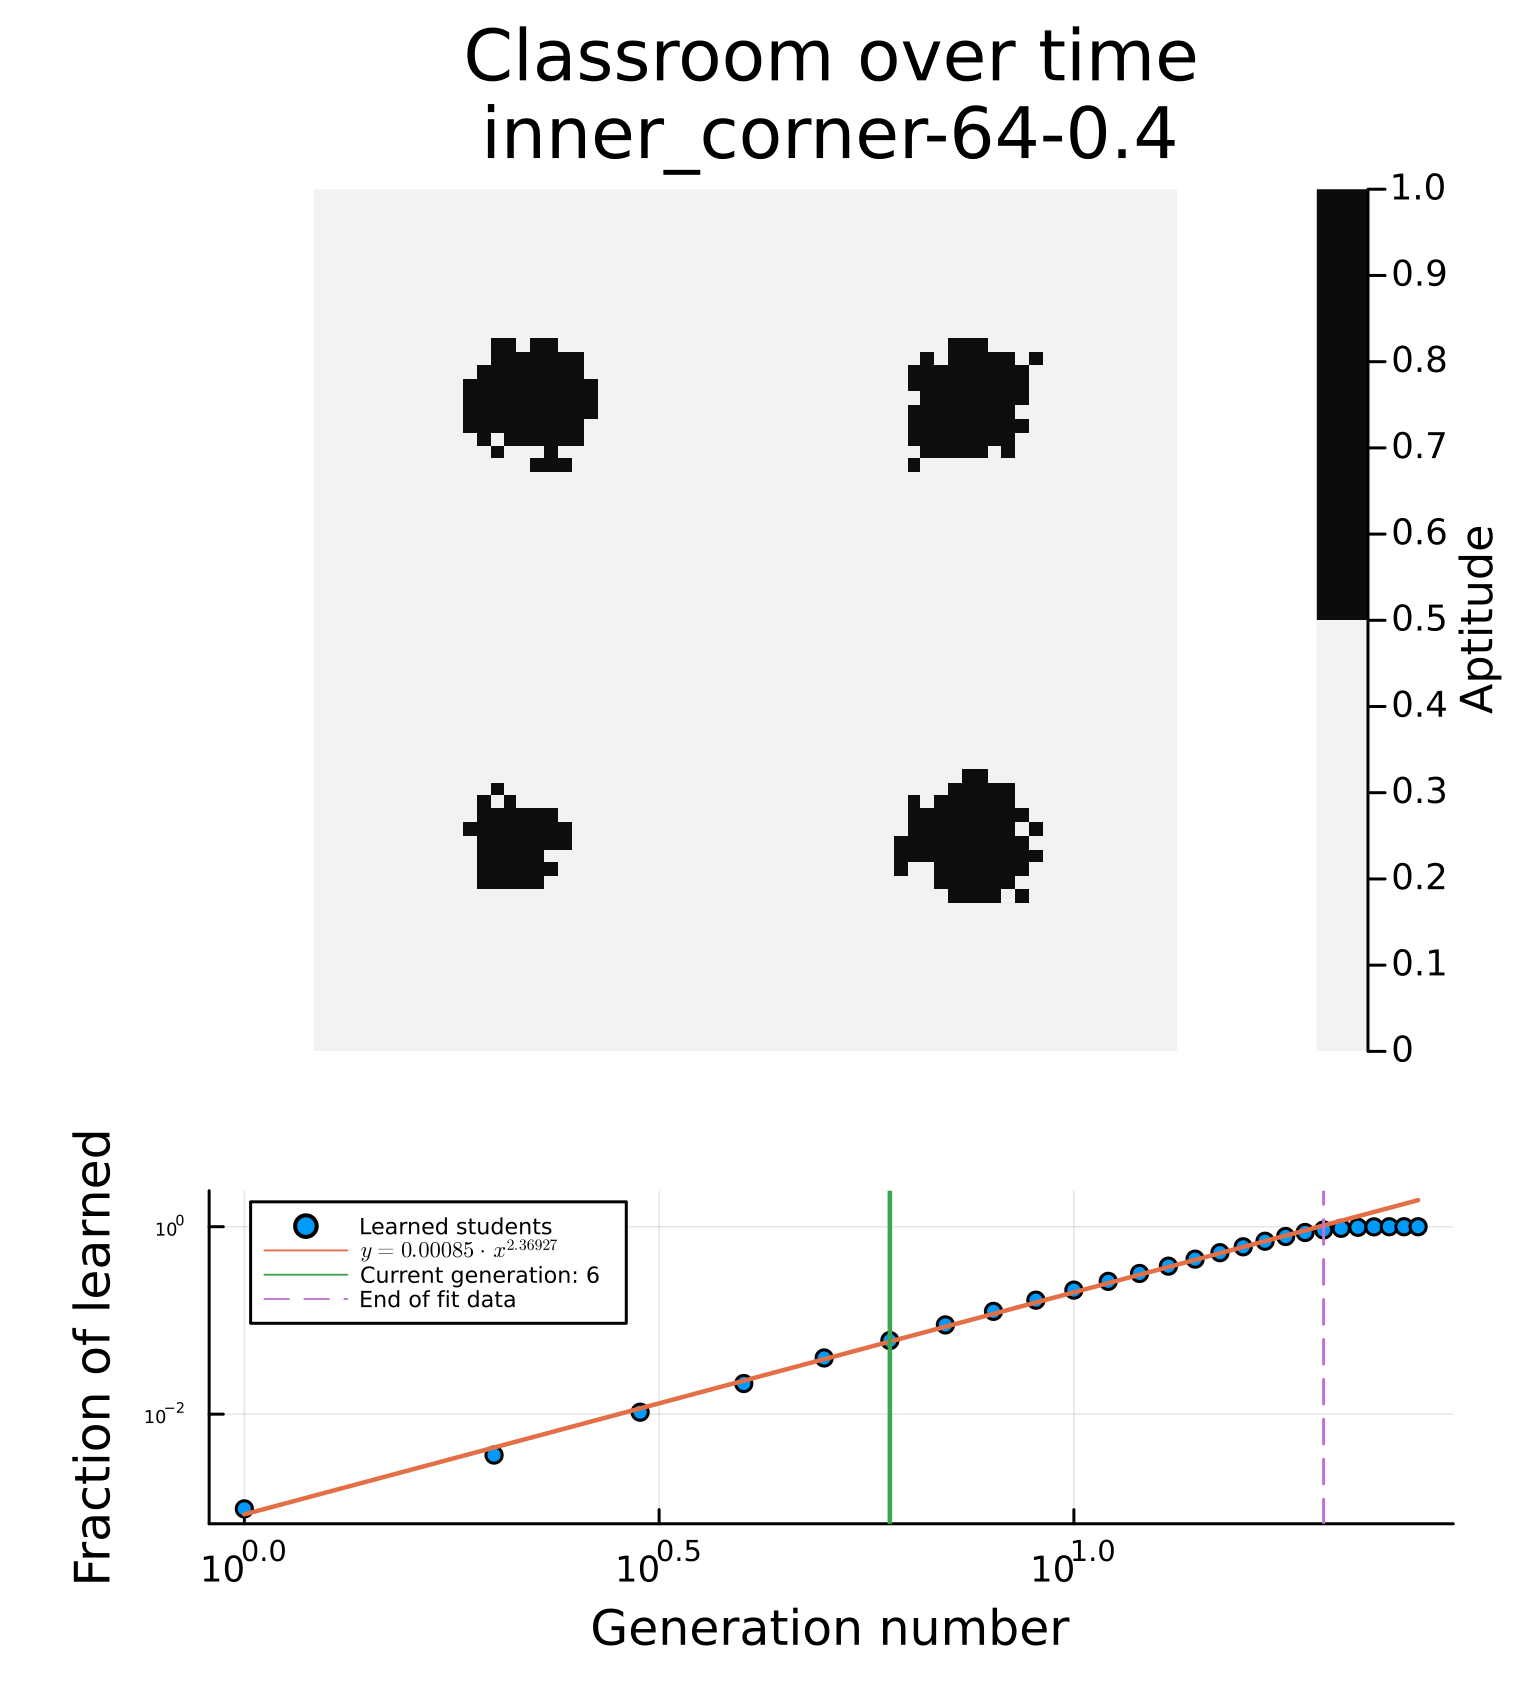 Classroom over time
inner_corner-64-0.4
1.0
0.9
0.8
0.7
0.6
0.5
0.4
0.3
0.2
0.1
0
Aptitude
Fraction of learned
10^0
10^−2
Learned students
y = 0.00085 · x^2.36927
Current generation: 6
End of fit data
10^0.0
10^0.5
10^1.0
Generation number